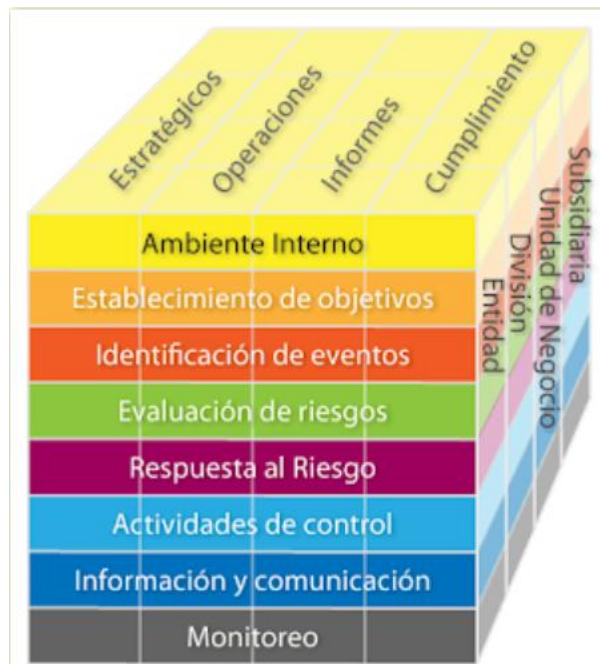 Estratégicos
Operaciones
Informes
Cumplimiento
Ambiente Interno
Establecimiento de objetivos
Identificación de eventos
Evaluación de riesgos
Respuesta al Riesgo
Actividades de control
Información y comunicación
Monitoreo
Entidad
División
Unidad de Negocio
Subsidiaria